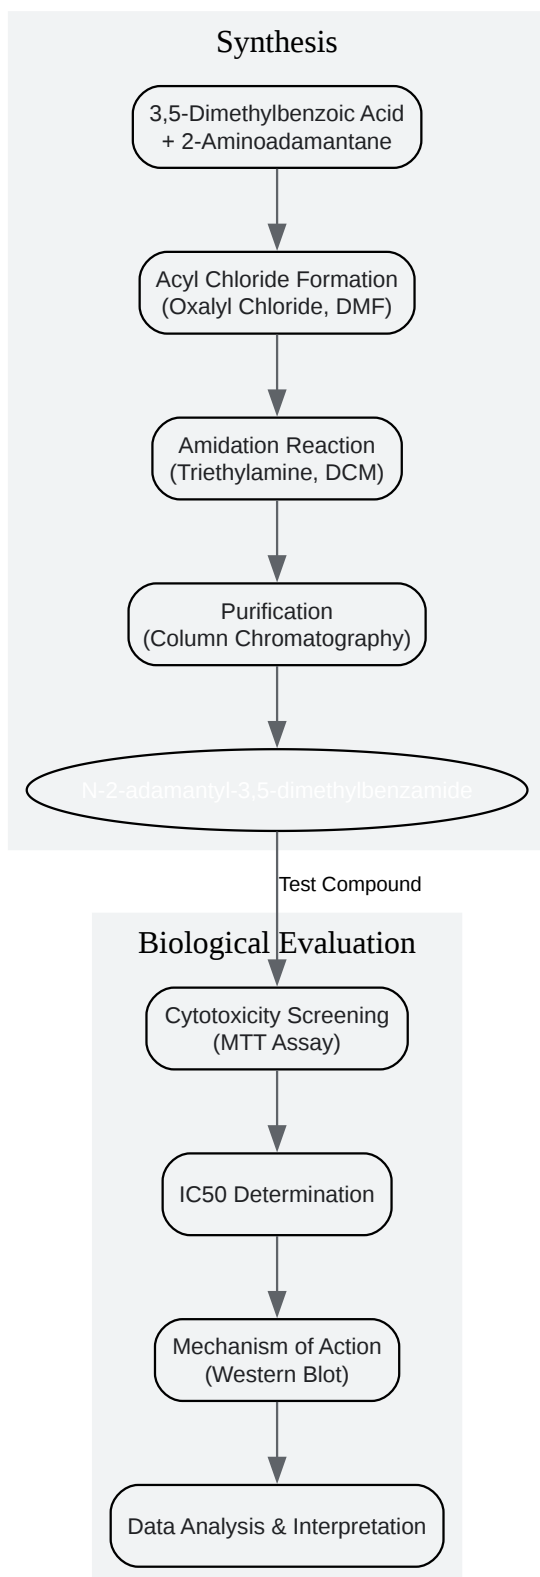 Synthesis
3,5-Dimethylbenzoic Acid
+ 2-Aminoadamantane
Acyl Chloride Formation
(Oxalyl Chloride, DMF)
Amidation Reaction
(Triethylamine, DCM)
Purification
(Column Chromatography)
N-2-adamantyl-3,5-dimethylbenzamide
Test Compound
Biological Evaluation
Cytotoxicity Screening
(MTT Assay)
IC50 Determination
Mechanism of Action
(Western Blot)
Data Analysis & Interpretation